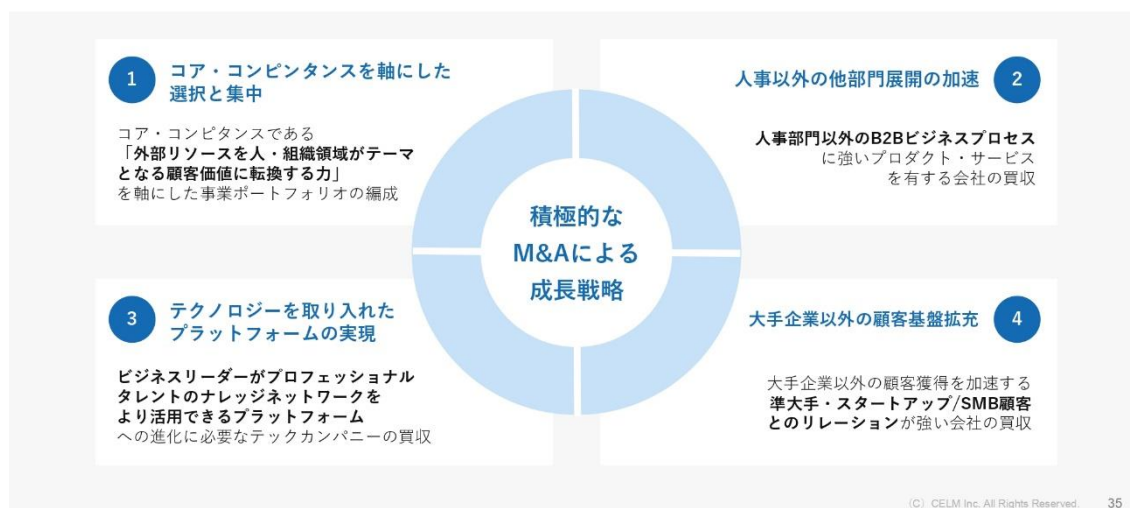 1
コア・コンピンタンスを軸にした
選択と集中
コア・コンピタンスである
「外部リソースを人・組織領域がテーマ
となる顧客価値に転換する力」
を軸にした事業ポートフォリオの編成
人事以外の他部門展開の加速
2
人事部門以外のB2Bビジネスプロセス
に強いプロダクト・サービス
を有する会社の買収
積極的な
M&Aによる
成長戦略
3
テクノロジーを取り入れた
プラットフォームの実現
ビジネスリーダーがプロフェッショナル
タレントのナレッジネットワークを
より活用できるプラットフォーム
への進化に必要なテックカンパニーの買収
大手企業以外の顧客基盤拡充
4
大手企業以外の顧客獲得を加速する
準大手・スタートアップ/SMB顧客
とのリレーションが強い会社の買収
(C) CELM Inc. All Rights Reserved.
35